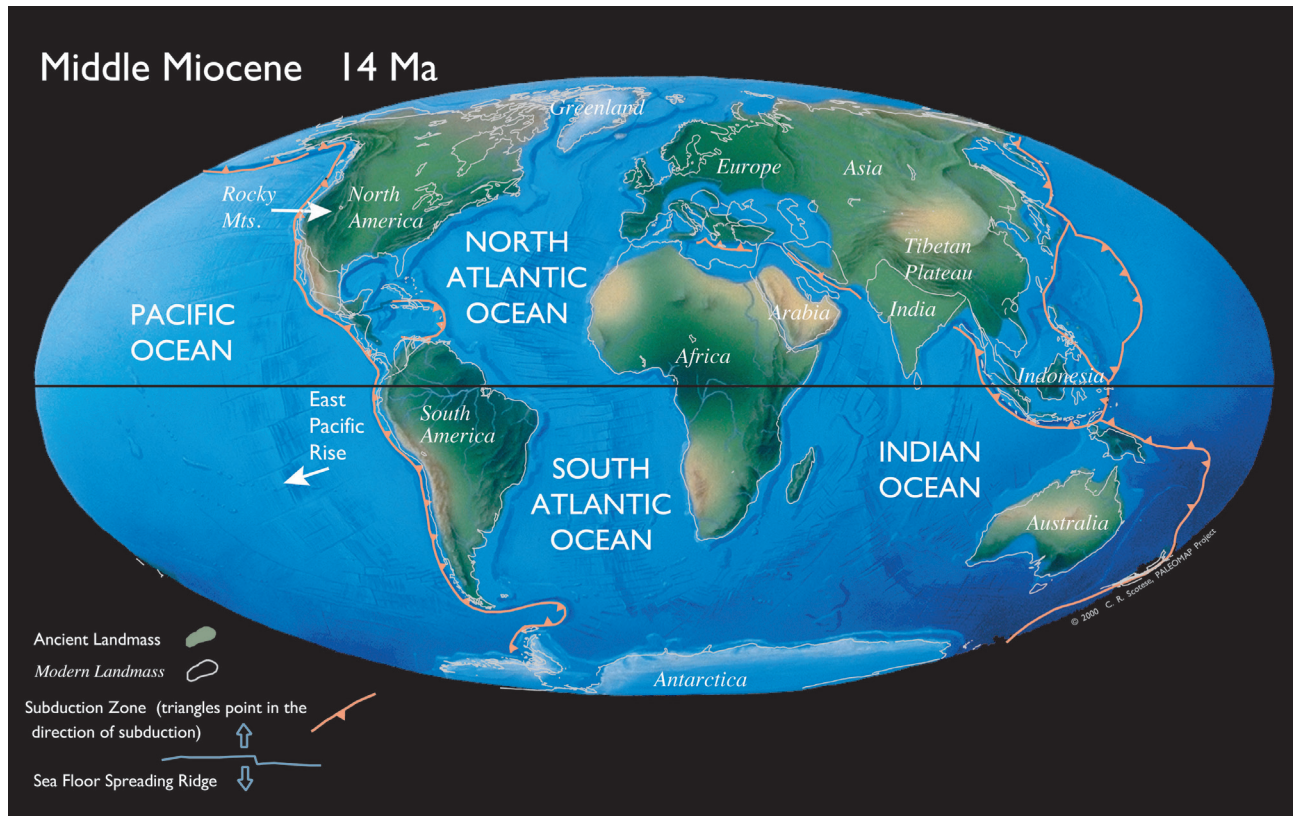 Middle Miocene 14 Ma
Greenland
Rocky
Mts.
North
America
NORTH
ATLANTIC
OCEAN
Europe
Asia
Tibetan
Plateau
PACIFIC
OCEAN
Arabia
India
Africa
Indonesia
East
Pacific
Rise
South
America
SOUTH
ATLANTIC
OCEAN
INDIAN
OCEAN
Australia
© 2000 C. R. Scotese, PALEOMAP Project
Antarctica
Ancient Landmass
Modern Landmass
Subduction Zone (triangles point in the
direction of subduction)
Sea Floor Spreading Ridge